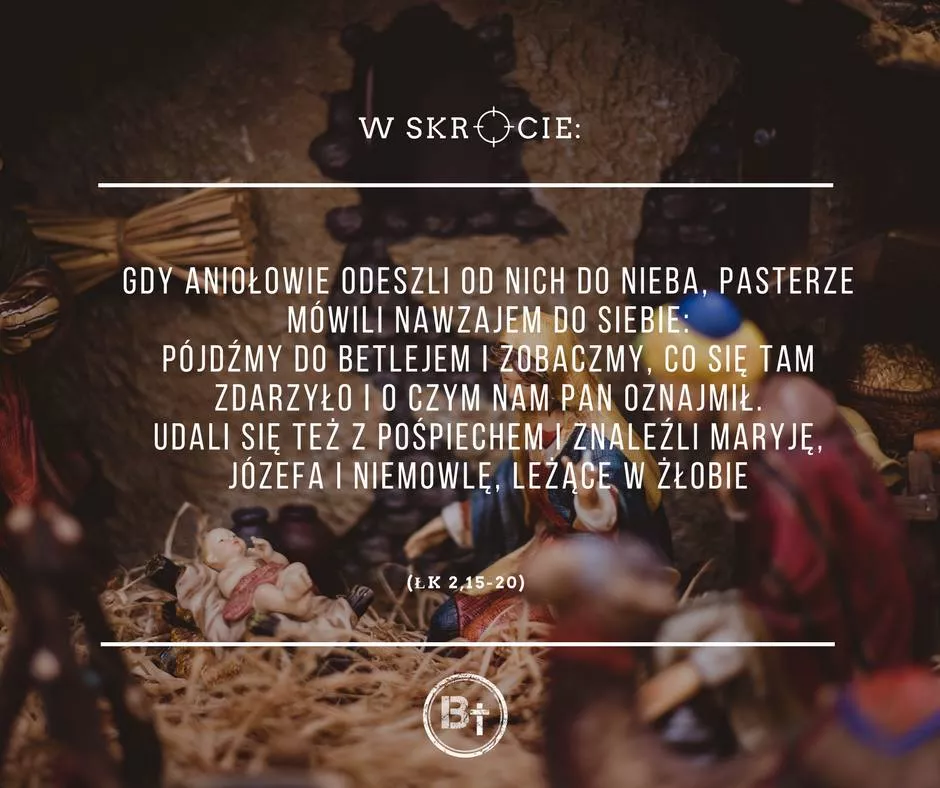 W SKRÓCIE:
GDY ANIOŁOWIE ODESZLI OD NICH DO NIEBA, PASTERZE
MÓWILI NAWZAJEM DO SIEBIE:
PÓJDŹMY DO BETLEJEM I ZOBACZMY, CO SIĘ TAM
ZDARZYŁO I O CZYM NAM PAN OZNAJMIŁ.
UDALI SIĘ TEŻ Z POŚPIECHEM I ZNALEŹLI MARYJĘ,
JÓZEFA I NIEMOWLĘ, LEŻĄCE W ŻŁOBIE
(ŁK 2,15-20)
B†